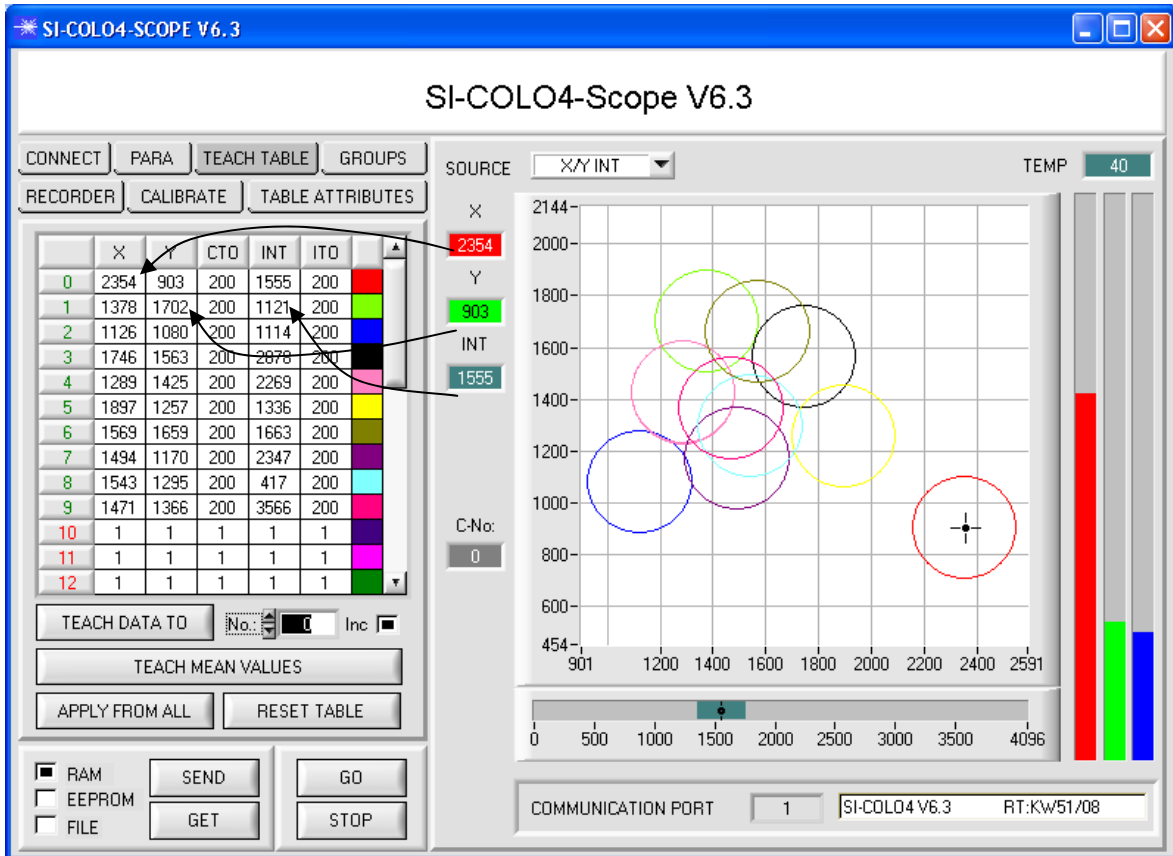 SI-COLO4-SCOPE V6.3
SI-COLO4-Scope V6.3
CONNECT PARA TEACH TABLE GROUPS
RECORDER CALIBRATE TABLE ATTRIBUTES
X Y CTO INT ITO
0 2354 903 200 1555 200
1 1378 1702 200 1121 200
2 1126 1080 200 1114 200
3 1746 1563 200 2878 200
4 1289 1425 200 2269 200
5 1897 1257 200 1336 200
6 1569 1659 200 1663 200
7 1494 1170 200 2347 200
8 1543 1295 200 417 200
9 1471 1366 200 3566 200
10 1 1 1 1 1
11 1 1 1 1 1
12 1 1 1 1 1
TEACH DATA TO No.: 0 Inc
TEACH MEAN VALUES
APPLY FROM ALL RESET TABLE
RAM
EEPROM
FILE
SEND
GET
GO
STOP
SOURCE X/Y INT
TEMP 40
X
2354
Y
903
INT
1555
C-No:
0
2144
2000
1800
1600
1400
1200
1000
800
600
454
901 1200 1400 1600 1800 2000 2200 2400 2591
0 500 1000 1500 2000 2500 3000 3500 4096
COMMUNICATION PORT 1 SI-COLO4 V6.3 RT:KW51/08